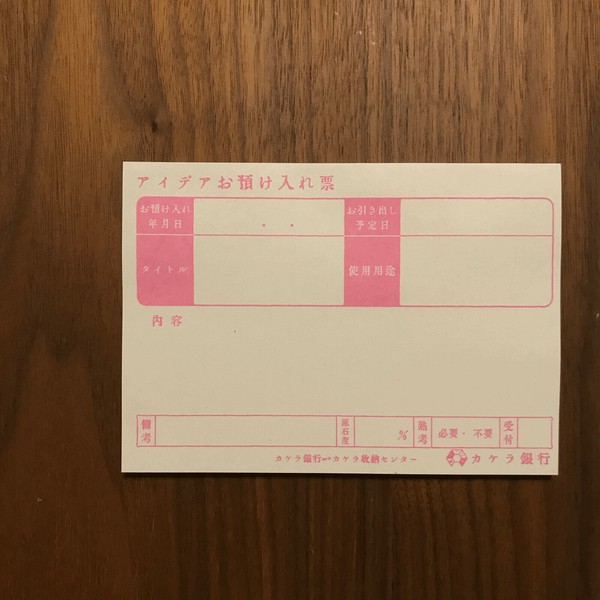 アイデアお預け入れ票
お預け入れ年月日 ・ ・ お引き出し予定日
タイトル 使用用途
内容
備考 原石度 % 熟考 必要・不要 受付
カケラ銀行⟷カケラ収納センター カケラ銀行